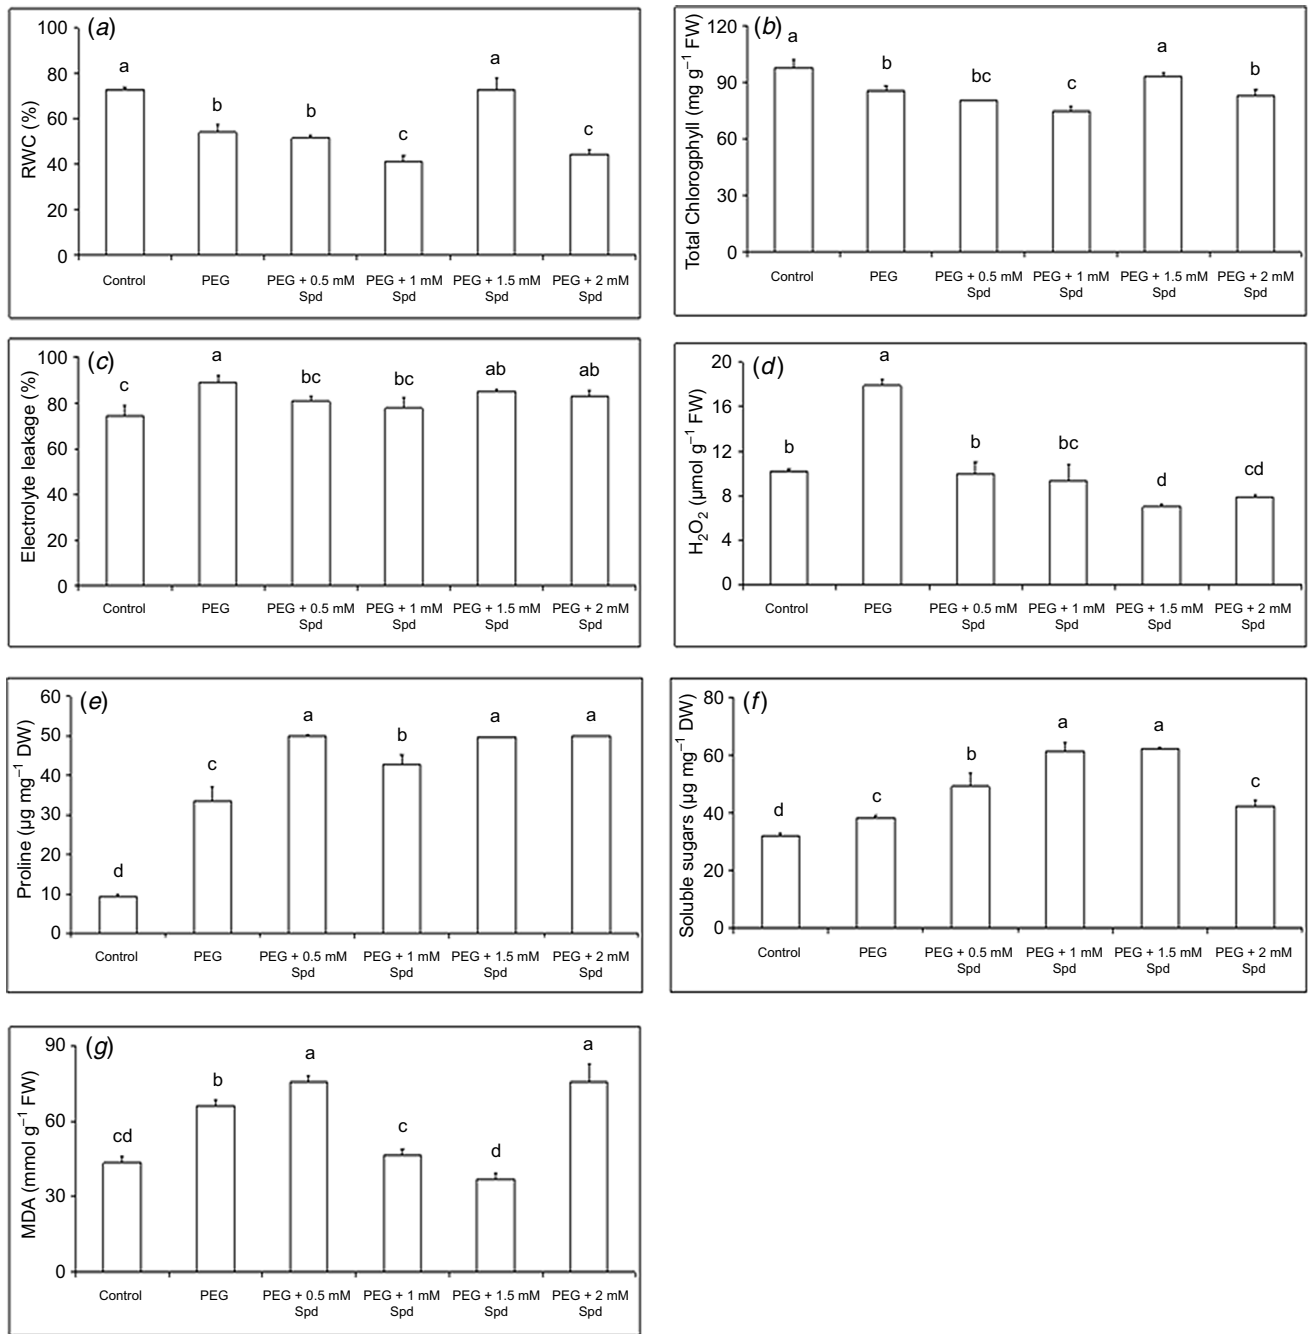 (a)
RWC (%)
100
80
60
40
20
0
a
b
b
c
a
c
Control
PEG
PEG + 0.5 mM
Spd
PEG + 1 mM
Spd
PEG + 1.5 mM
Spd
PEG + 2 mM
Spd
(b)
Total Chlorogphyll (mg g⁻¹ FW)
120
90
60
30
0
a
b
bc
c
a
b
Control
PEG
PEG + 0.5 mM
Spd
PEG + 1 mM
Spd
PEG + 1.5 mM
Spd
PEG + 2 mM
Spd
(c)
Electrolyte leakage (%)
100
80
60
40
20
0
c
a
bc
bc
ab
ab
Control
PEG
PEG + 0.5 mM
Spd
PEG + 1 mM
Spd
PEG + 1.5 mM
Spd
PEG + 2 mM
Spd
(d)
H₂O₂ (µmol g⁻¹ FW)
20
16
12
8
4
0
b
a
b
bc
d
cd
Control
PEG
PEG + 0.5 mM
Spd
PEG + 1 mM
Spd
PEG + 1.5 mM
Spd
PEG + 2 mM
Spd
(e)
Proline (µg mg⁻¹ DW)
60
50
40
30
20
10
0
d
c
a
b
a
a
Control
PEG
PEG + 0.5 mM
Spd
PEG + 1 mM
Spd
PEG + 1.5 mM
Spd
PEG + 2 mM
Spd
(f)
Soluble sugars (µg mg⁻¹ DW)
80
60
40
20
0
d
c
b
a
a
c
Control
PEG
PEG + 0.5 mM
Spd
PEG + 1 mM
Spd
PEG + 1.5 mM
Spd
PEG + 2 mM
Spd
(g)
MDA (mmol g⁻¹ FW)
90
60
30
0
cd
b
a
c
d
a
Control
PEG
PEG + 0.5 mM
Spd
PEG + 1 mM
Spd
PEG + 1.5 mM
Spd
PEG + 2 mM
Spd